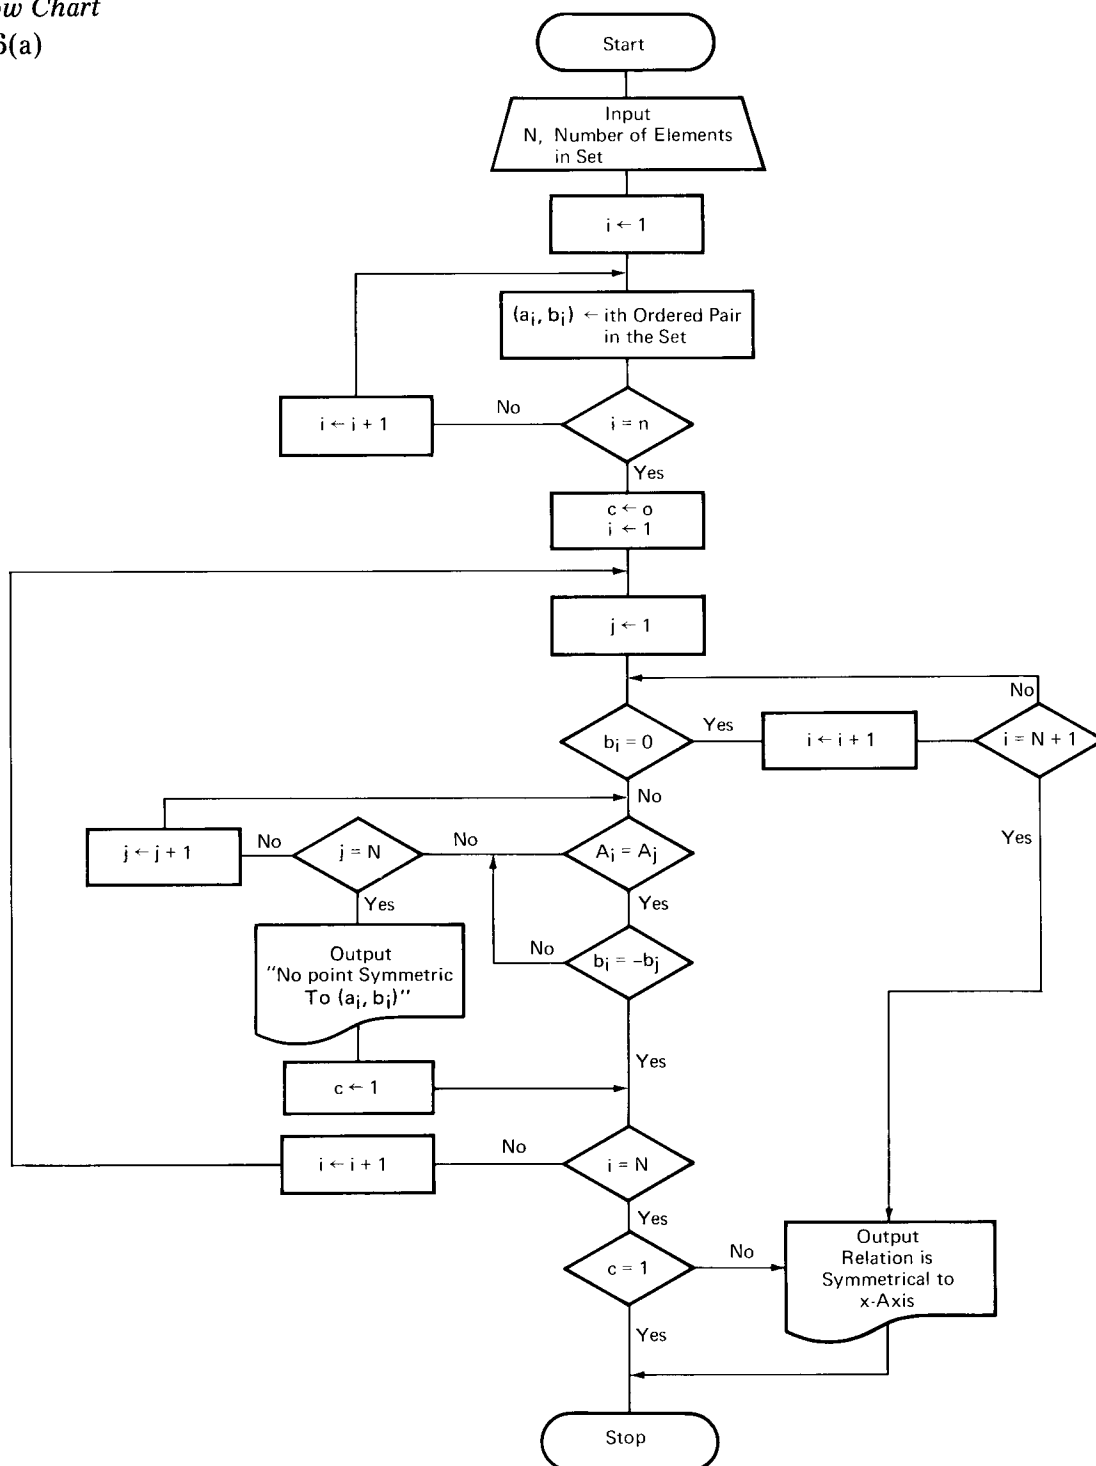 ow Chart
6(a)
Start
Input
N, Number of Elements
in Set
i ← 1
(ai, bi) ← ith Ordered Pair
in the Set
No
i ← i + 1
i = n
Yes
c ← o
i ← 1
j ← 1
No
Yes
bi = 0
i ← i + 1
i = N + 1
No
Yes
j ← j + 1
No
j = N
No
Ai = Aj
Yes
Yes
Output
"No point Symmetric
To (ai, bi)"
No
bi = -bj
Yes
c ← 1
No
i ← i + 1
i = N
Yes
c = 1
No
Output
Relation is
Symmetrical to
x-Axis
Yes
Stop